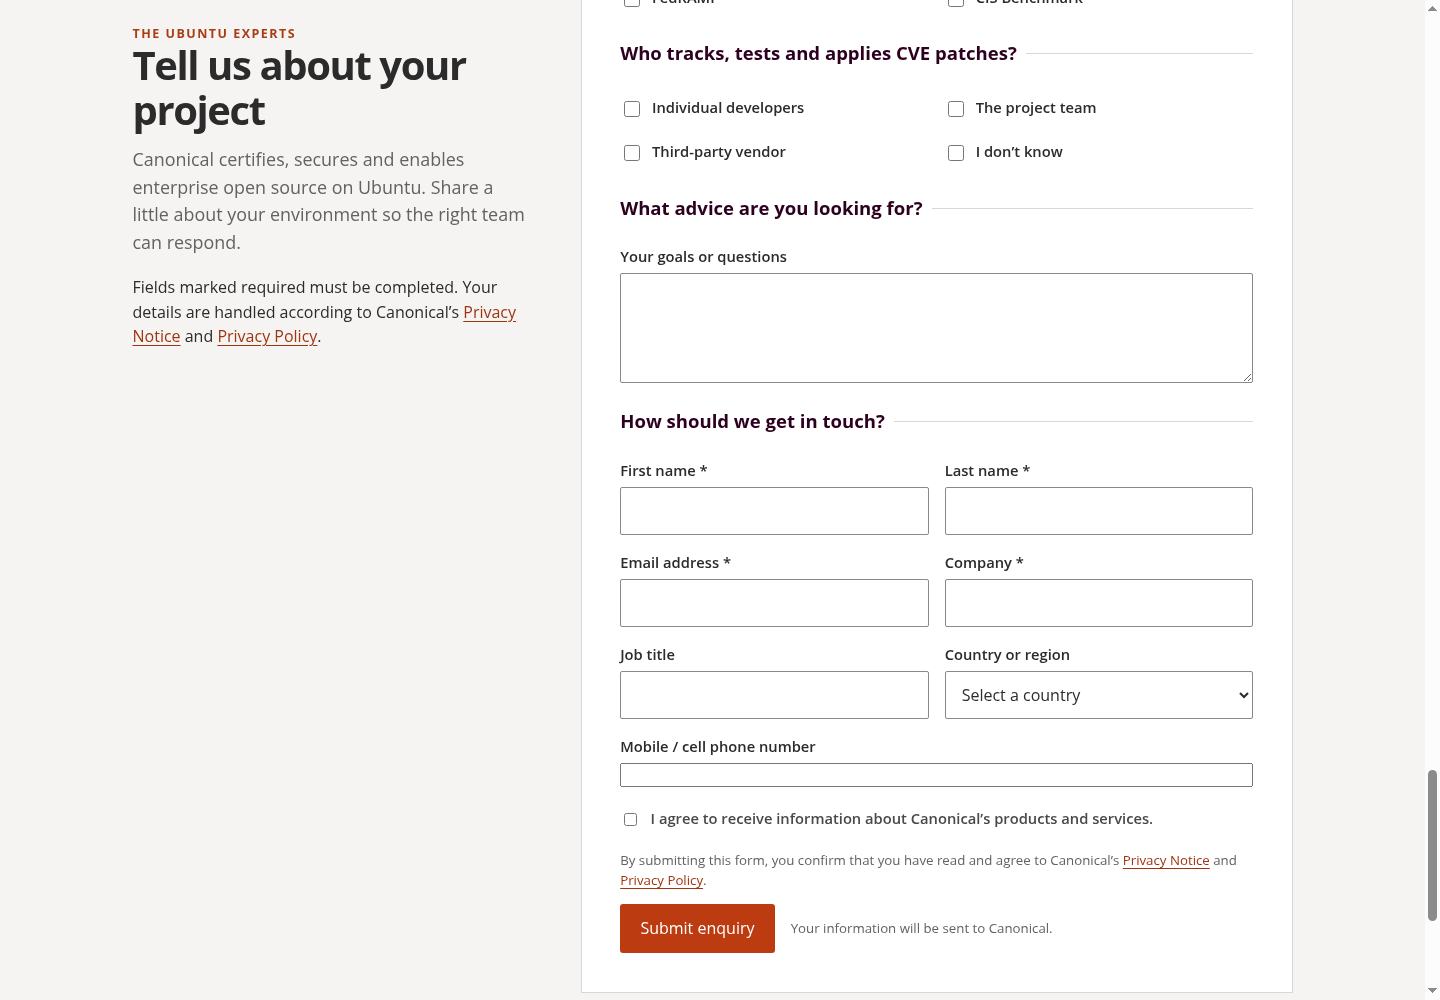 THE UBUNTU EXPERTS
Tell us about your
project
Canonical certifies, secures and enables
enterprise open source on Ubuntu. Share a
little about your environment so the right team
can respond.
Fields marked required must be completed. Your
details are handled according to Canonical’s Privacy
Notice and Privacy Policy.
Who tracks, tests and applies CVE patches?
Individual developers
The project team
Third-party vendor
I don’t know
What advice are you looking for?
Your goals or questions
How should we get in touch?
First name *
Last name *
Email address *
Company *
Job title
Country or region
Select a country
Mobile / cell phone number
I agree to receive information about Canonical’s products and services.
By submitting this form, you confirm that you have read and agree to Canonical’s Privacy Notice and
Privacy Policy.
Submit enquiry
Your information will be sent to Canonical.